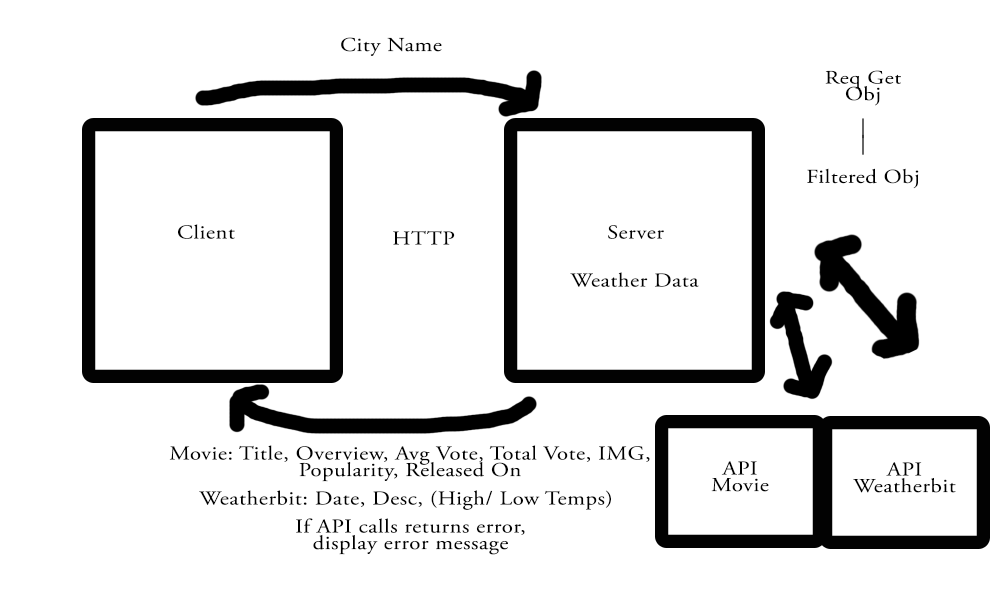 City Name
Req Get
Obj
Filtered Obj
Client
HTTP
Server
Weather Data
Movie: Title, Overview, Avg Vote, Total Vote, IMG,
Popularity, Released On
Weatherbit: Date, Desc, (High/ Low Temps)
If API calls returns error,
display error message
API
Movie
API
Weatherbit